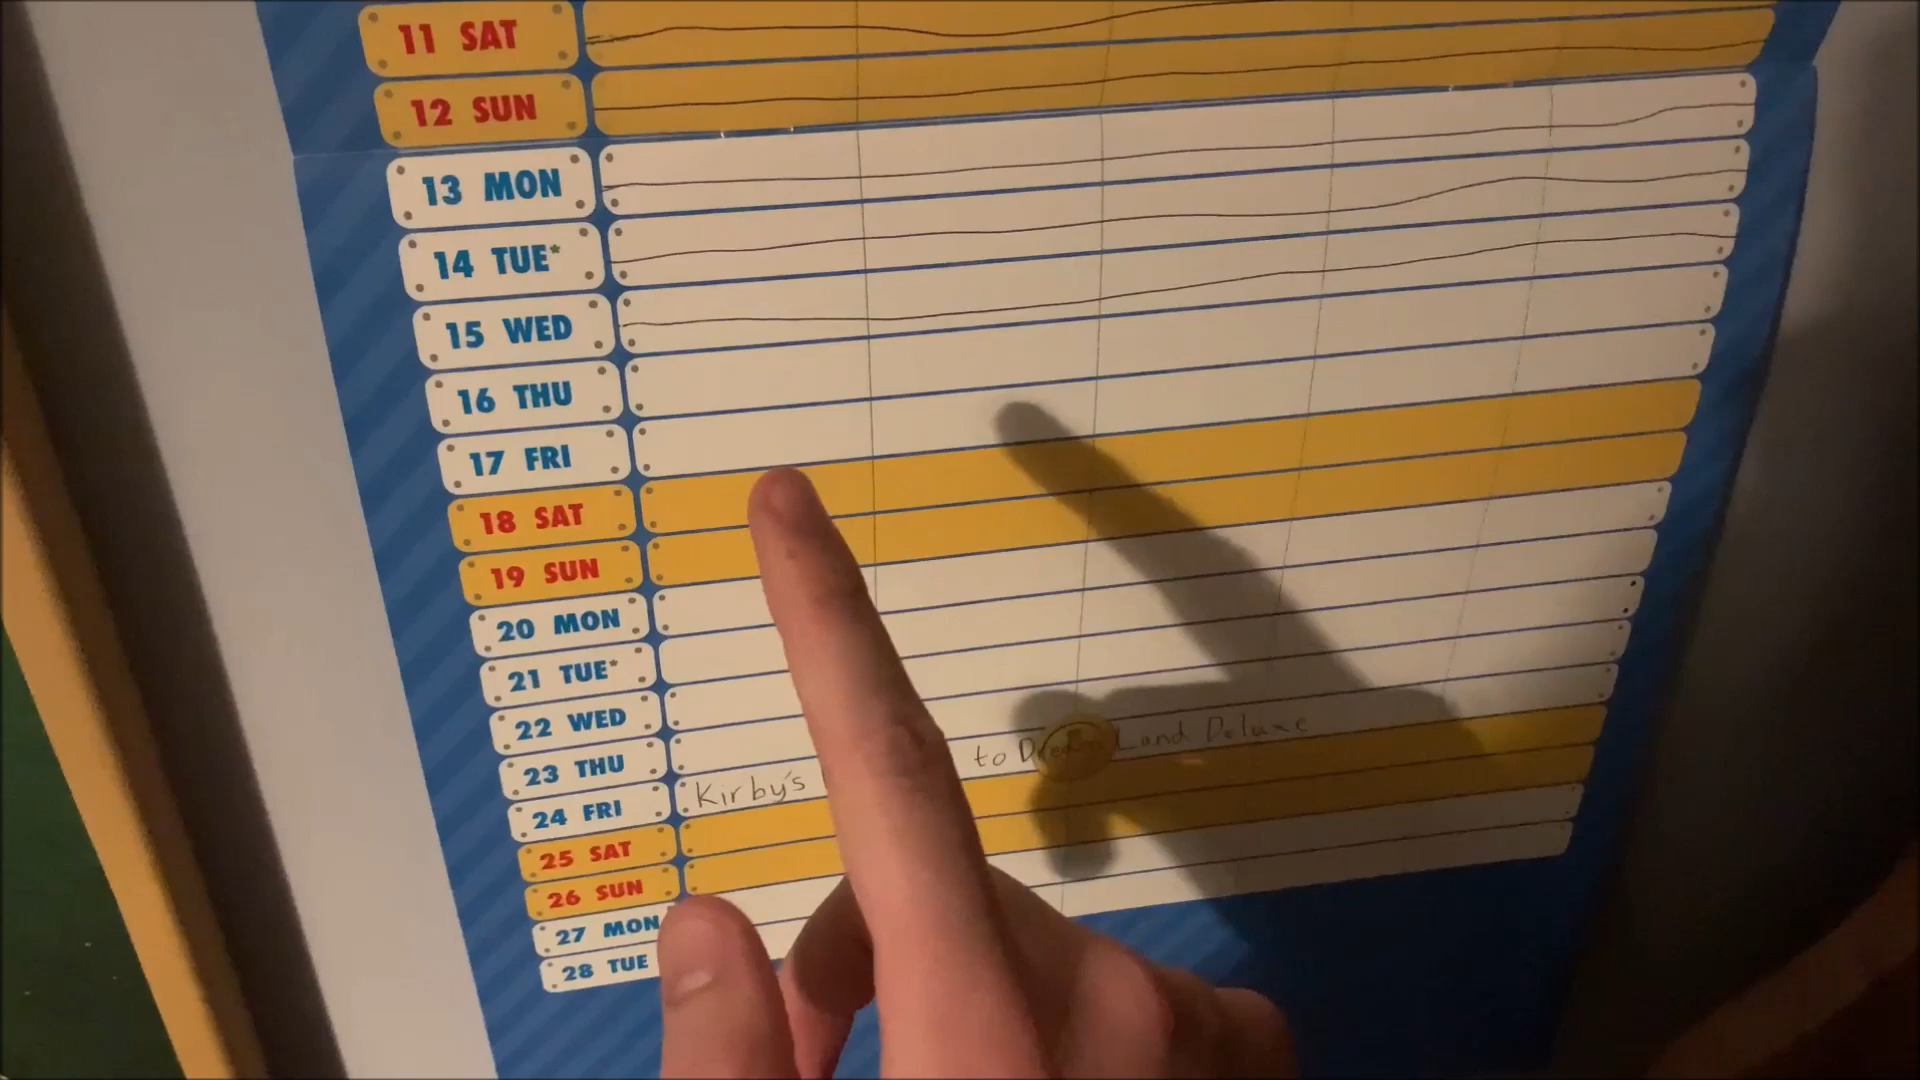 11 SAT
12 SUN
13 MON
14 TUE*
15 WED
16 THU
17 FRI
18 SAT
19 SUN
20 MON
21 TUE*
22 WED
23 THU
24 FRI Kirby's to Dream Land Deluxe
25 SAT
26 SUN
27 MON
28 TUE